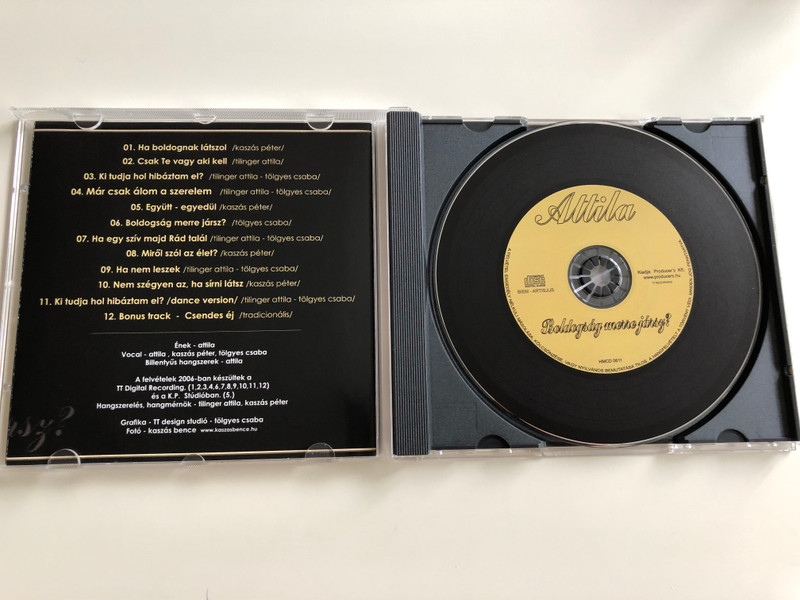 01. Ha boldognak látszol /kaszás péter/
02. Csak Te vagy aki kell /tilinger attila/
03. Ki tudja hol hibáztam el? /tilinger attila - tölgyes csaba/
04. Már csak álom a szerelem /tilinger attila - tölgyes csaba/
05. Együtt - egyedül /kaszás péter/
06. Boldogság merre jársz? /tölgyes csaba/
07. Ha egy szív majd Rád talál /tilinger attila - tölgyes csaba/
08. Miről szól az élet? /kaszás péter/
09. Ha nem leszek /tilinger attila - tölgyes csaba/
10. Nem szégyen az, ha sírni látsz /kaszás péter/
11. Ki tudja hol hibáztam el? /dance version/ /tilinger attila - tölgyes csaba/
12. Bonus track - Csendes éj /tradicionális/
Ének - attila
Vocal - attila , kaszás péter, tölgyes csaba
Billentyűs hangszerek - attila
A felvételek 2006-ban készültek a
TT Digital Recording, (1,2,3,4,6,7,8,9,10,11,12)
és a K.P. Stúdióban. (5.)
Hangszerelés, hangmérnök - tilinger attila, kaszás péter
Grafika - TT design studió - tölgyes csaba
Fotó - kaszás bence www.kaszasbence.hu
Attila
BIEM - ARTISJUS
Kiadja: Producer's Kft.
www.producers.hu
Boldogság merre jársz?
HMCD 0611